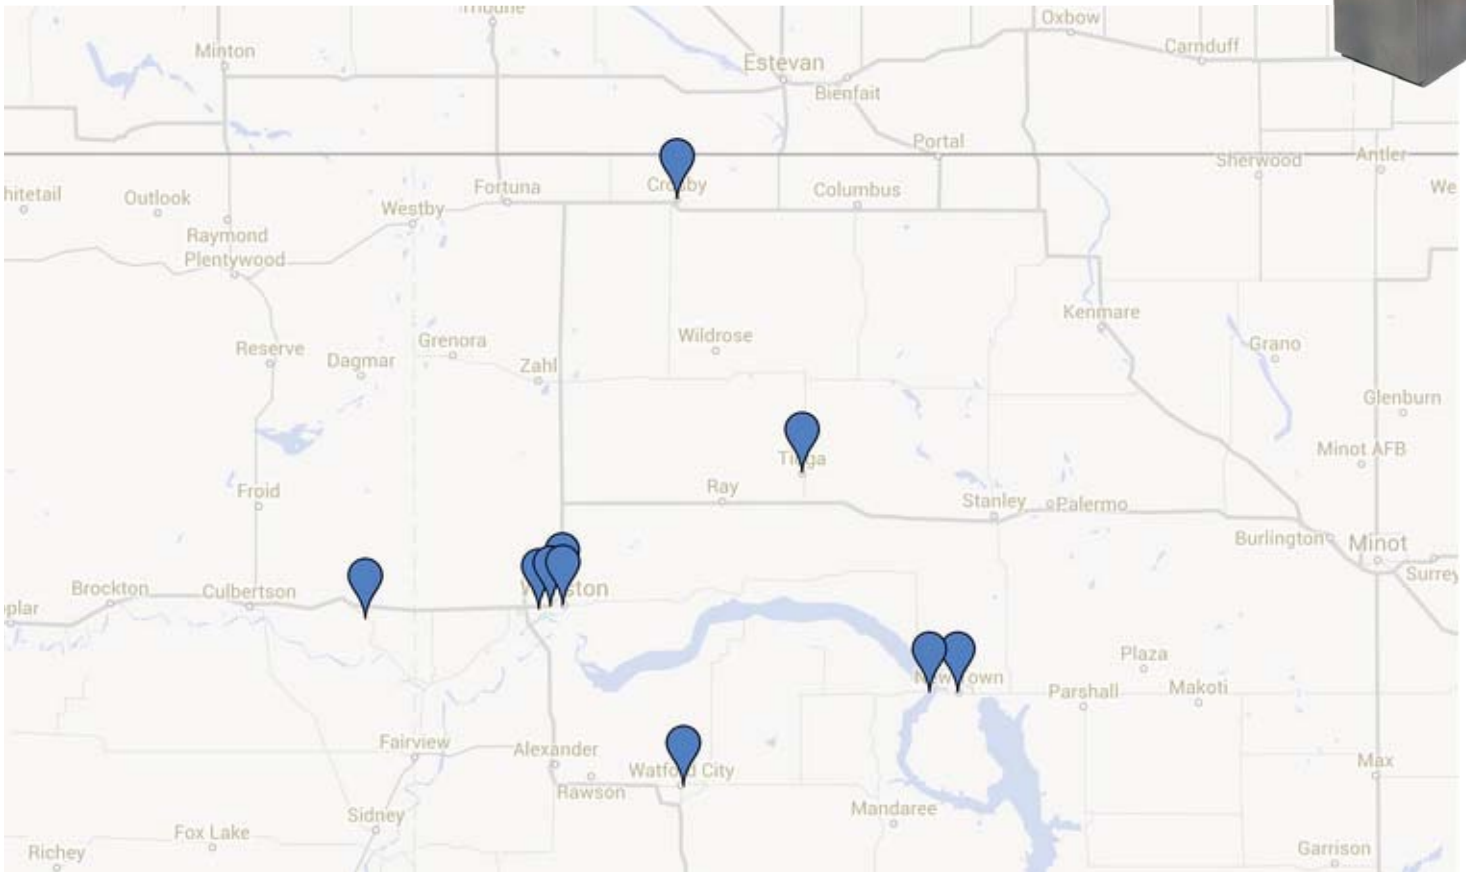 Oxbow
Minton
Carnduff
Estevan
Bienfait
Portal
Sherwood
Antler
Fortuna
Columbus
Outlook
Westby
Raymond
Plentywood
Kenmare
Wildrose
Grenora
Reserve
Dagmar
Zahl
Grano
Glenburn
Minot AFB
Ray
Froid
Stanley
Palermo
Burlington
Minot
Surrey
Brockton
Culbertson
Plaza
Parshall
Makoti
Fairview
Alexander
Max
Rawson
Mandaree
Sidney
Fox Lake
Richey
Garrison